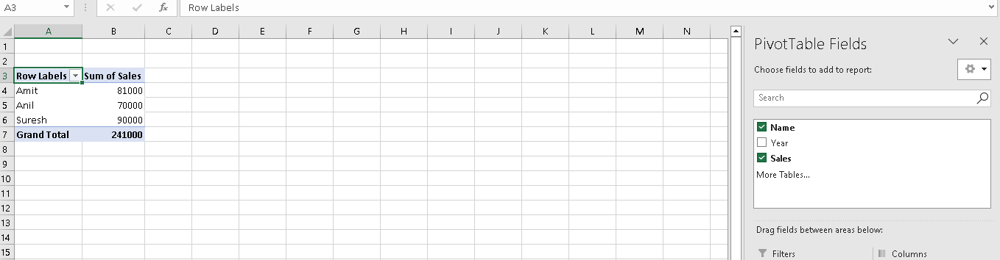 A3 fx Row Labels
PivotTable Fields
Choose fields to add to report:
Search
Name
Year
Sales
More Tables...
Drag fields between areas below:
Filters Columns
A B C D E F G H I J K L M N
1
2
3 Row Labels Sum of Sales
4 Amit 81000
5 Anil 70000
6 Suresh 90000
7 Grand Total 241000
8
9
10
11
12
13
14
15